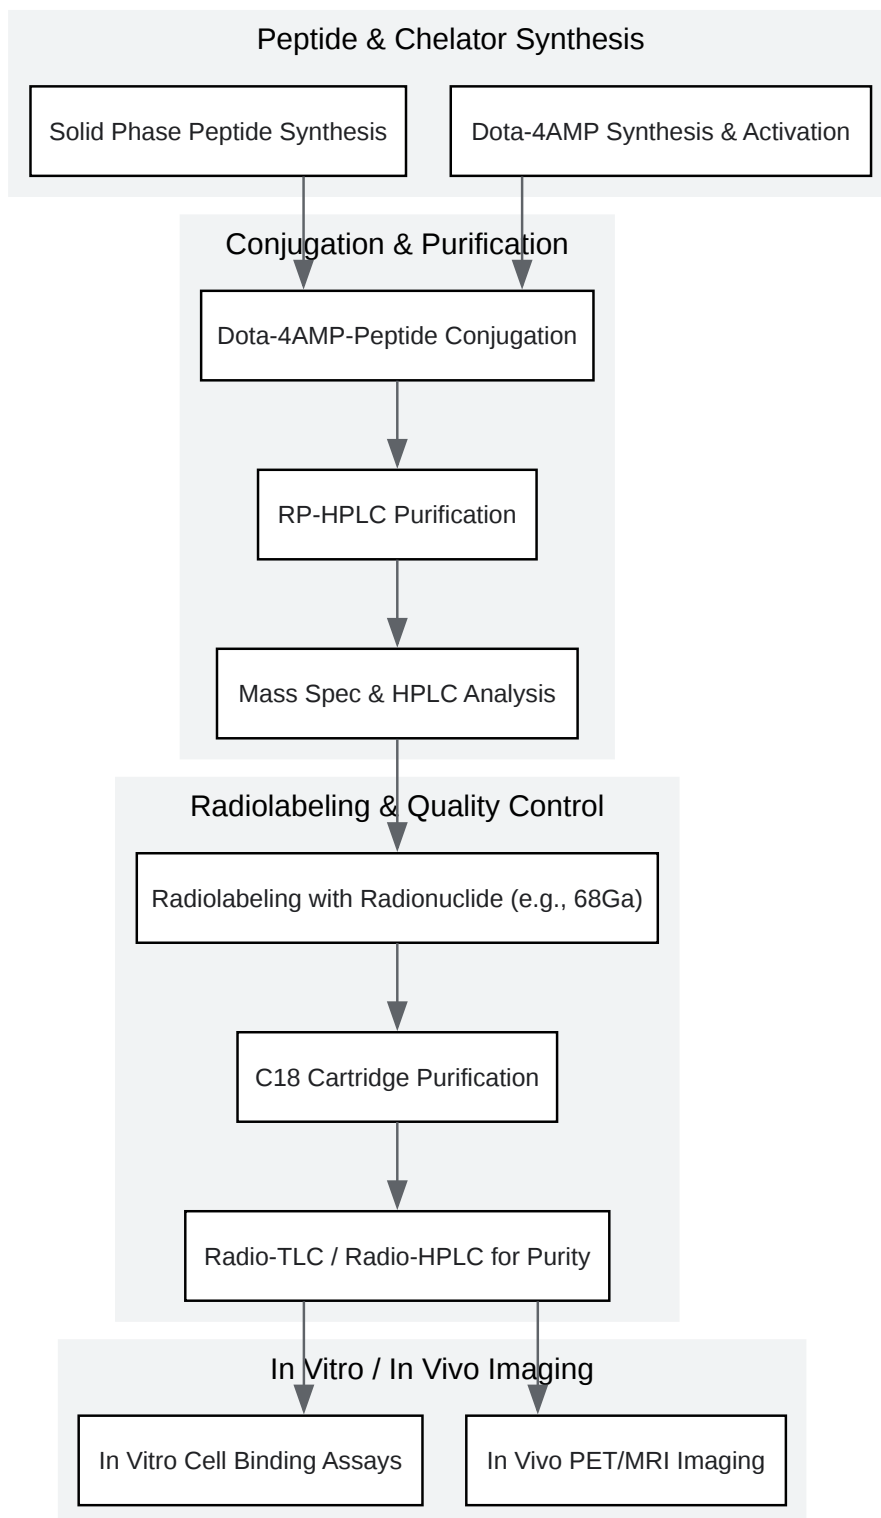 Peptide & Chelator Synthesis
Solid Phase Peptide Synthesis
Dota-4AMP Synthesis & Activation
Conjugation & Purification
Dota-4AMP-Peptide Conjugation
RP-HPLC Purification
Mass Spec & HPLC Analysis
Radiolabeling & Quality Control
Radiolabeling with Radionuclide (e.g., 68Ga)
C18 Cartridge Purification
Radio-TLC / Radio-HPLC for Purity
In Vitro / In Vivo Imaging
In Vitro Cell Binding Assays
In Vivo PET/MRI Imaging